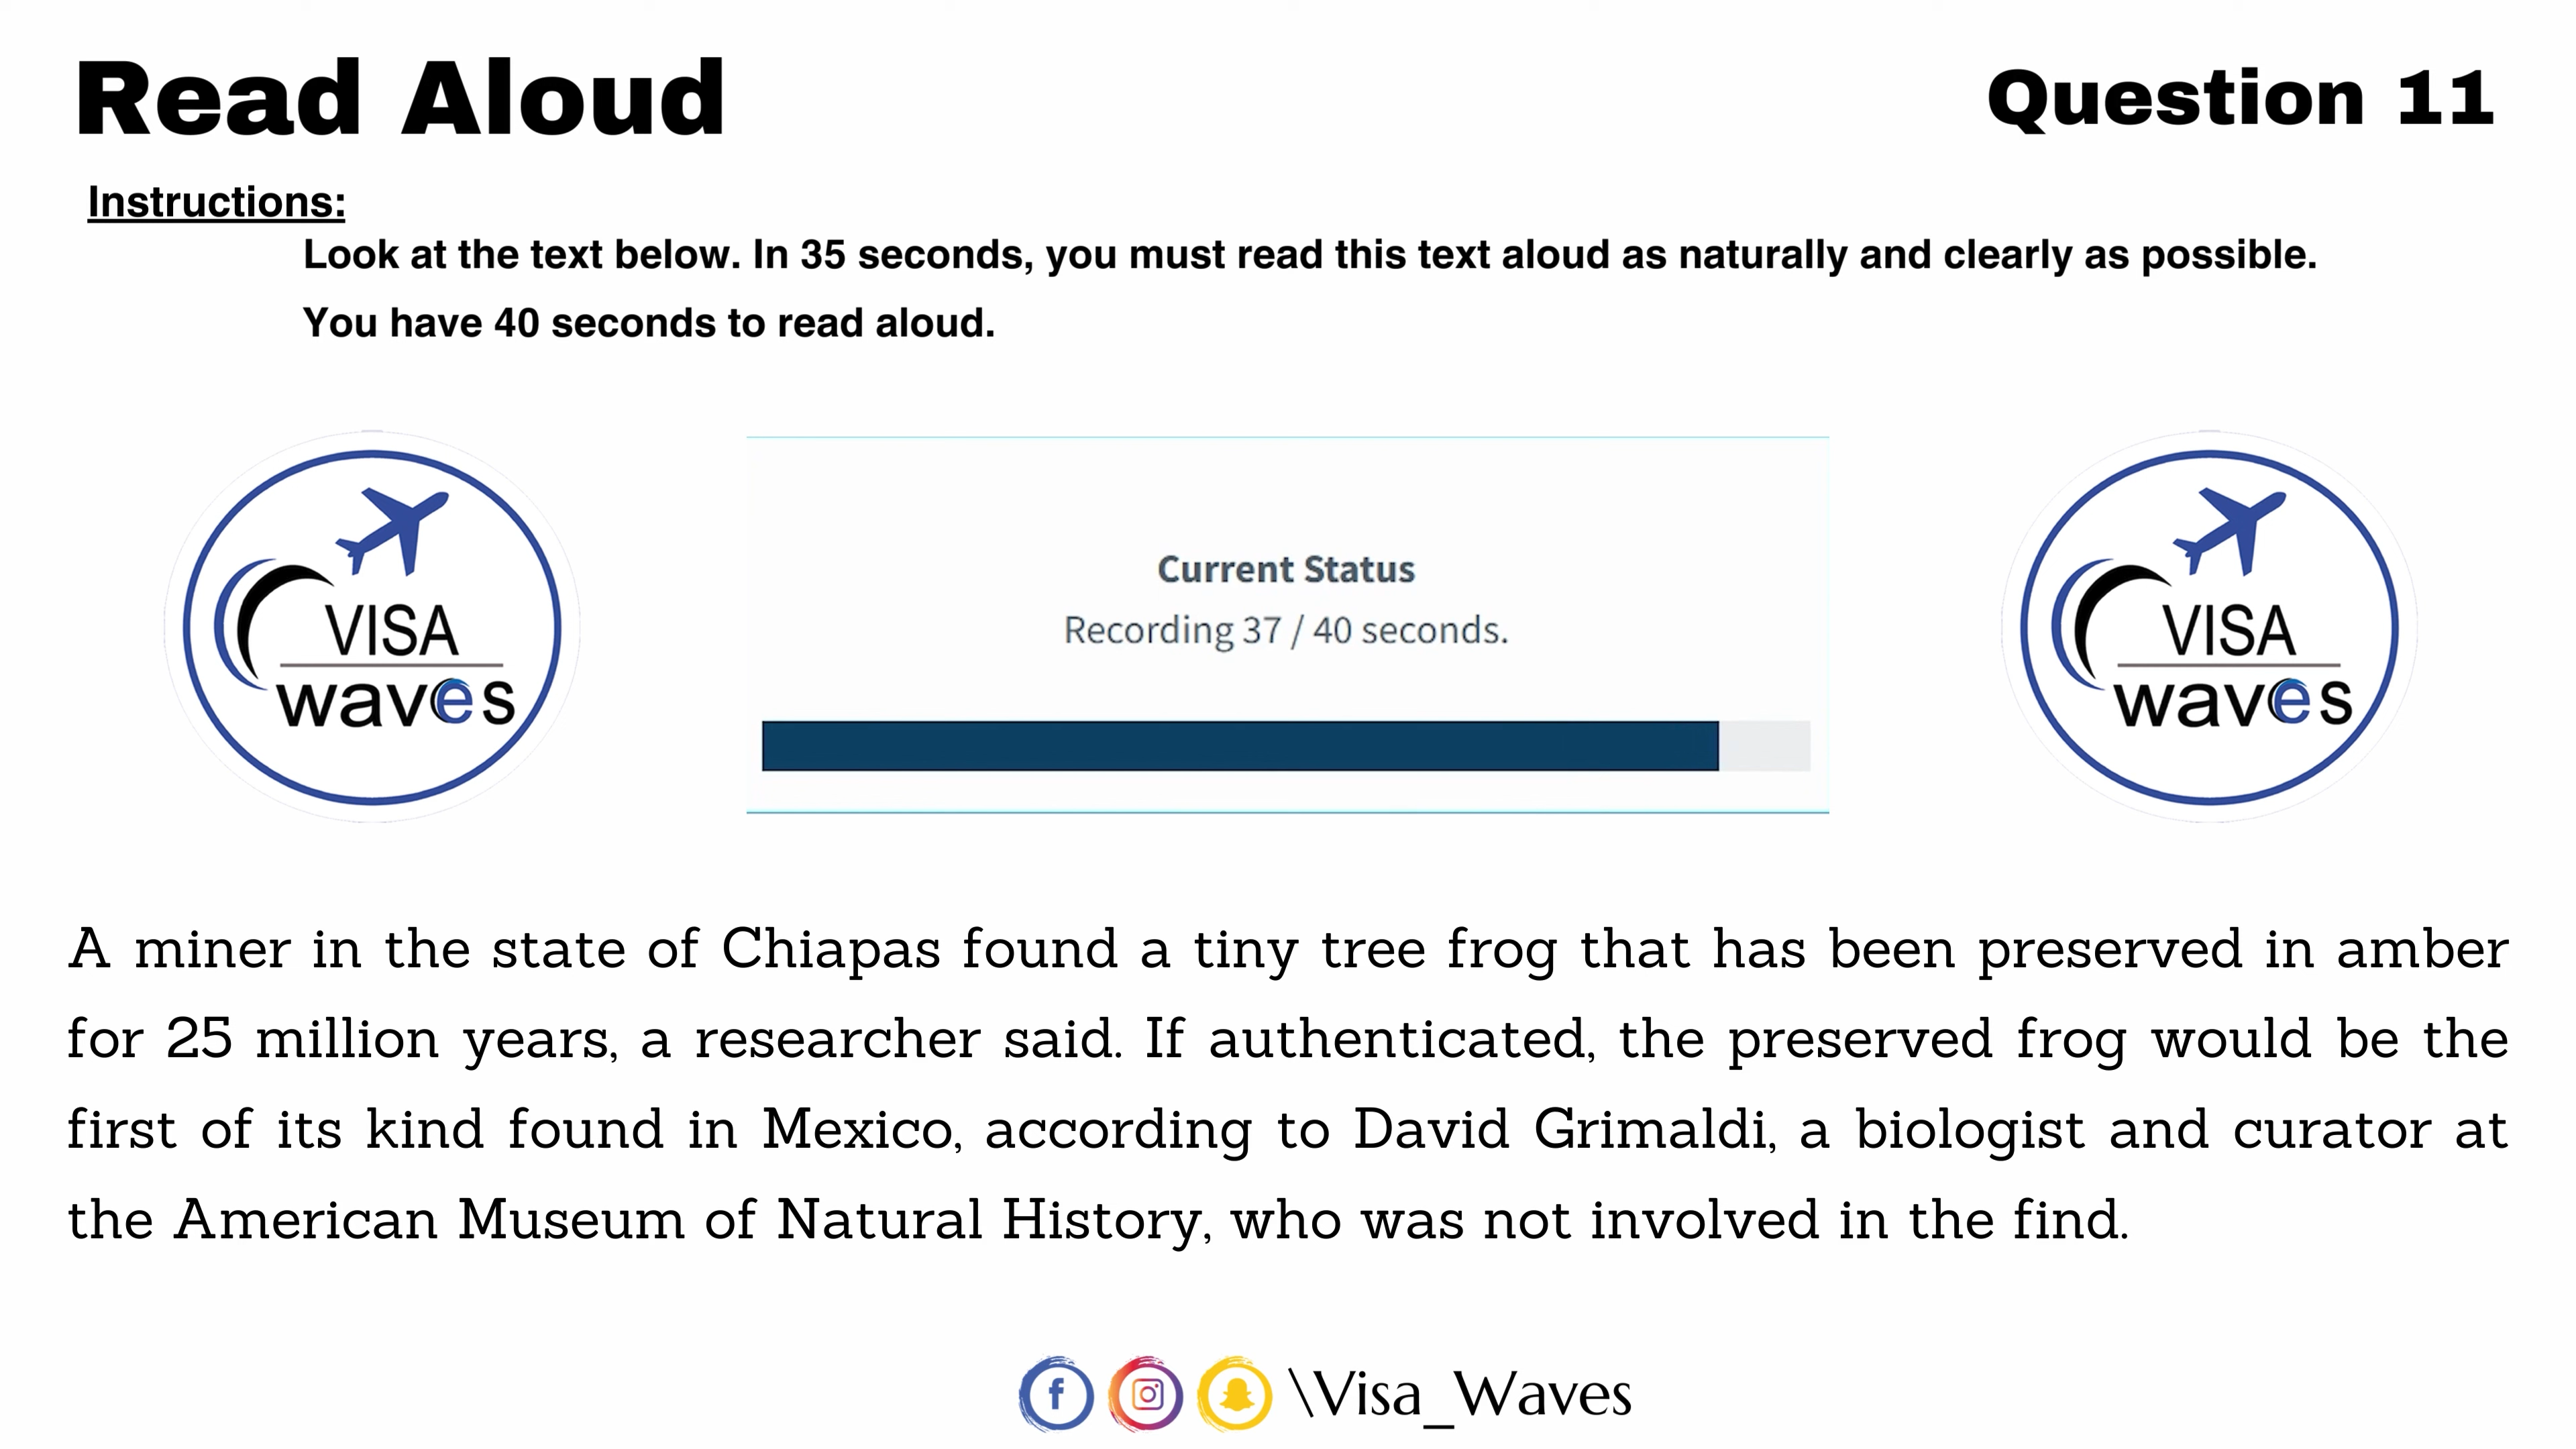 Read Aloud
Question 11
Instructions:
Look at the text below. In 35 seconds, you must read this text aloud as naturally and clearly as possible.
You have 40 seconds to read aloud.
VISA
waves
Current Status
Recording 37 / 40 seconds.
VISA
waves
A miner in the state of Chiapas found a tiny tree frog that has been preserved in amber
for 25 million years, a researcher said. If authenticated, the preserved frog would be the
first of its kind found in Mexico, according to David Grimaldi, a biologist and curator at
the American Museum of Natural History, who was not involved in the find.
\Visa_Waves